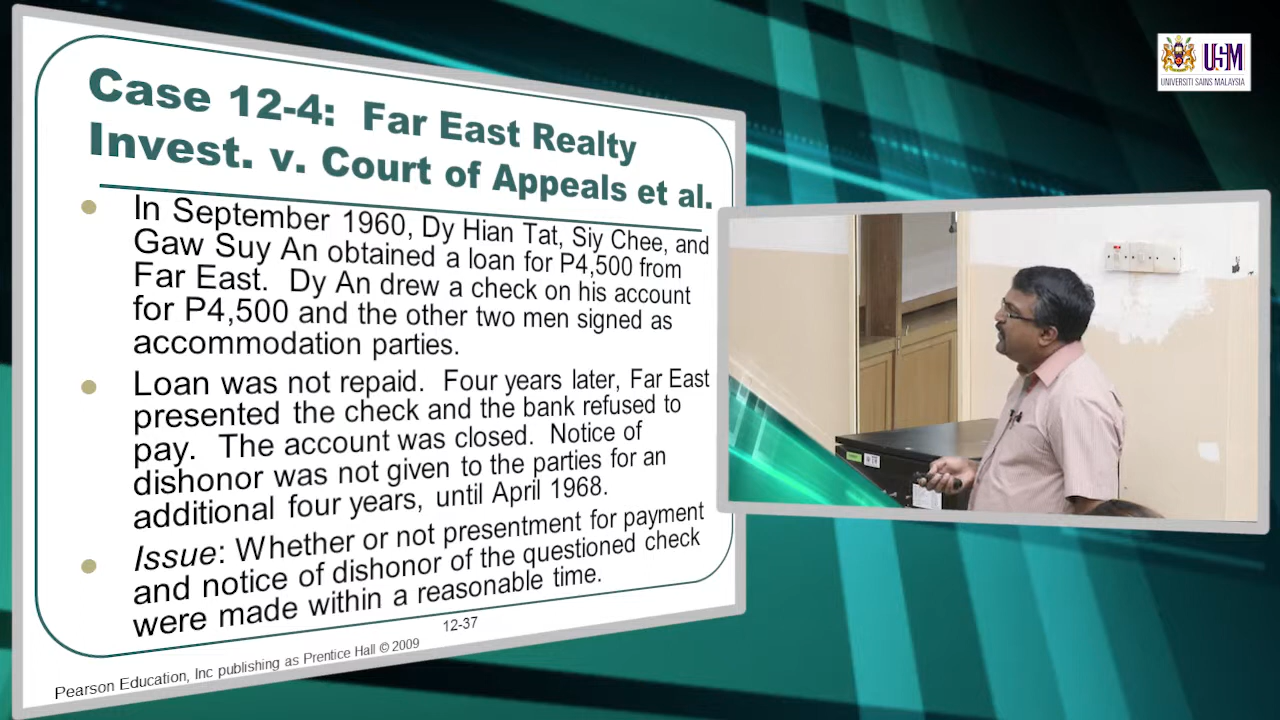 Case 12-4: Far East Realty
Invest. v. Court of Appeals et al.
In September 1960, Dy Hian Tat, Siy Chee, and
Gaw Suy An obtained a loan for P4,500 from
Far East. Dy An drew a check on his account
for P4,500 and the other two men signed as
accommodation parties.
Loan was not repaid. Four years later, Far East
presented the check and the bank refused to
pay. The account was closed. Notice of
dishonor was not given to the parties for an
additional four years, until April 1968.
Issue: Whether or not presentment for payment
and notice of dishonor of the questioned check
were made within a reasonable time.
12-37
Pearson Education, Inc publishing as Prentice Hall © 2009
USM
UNIVERSITI SAINS MALAYSIA